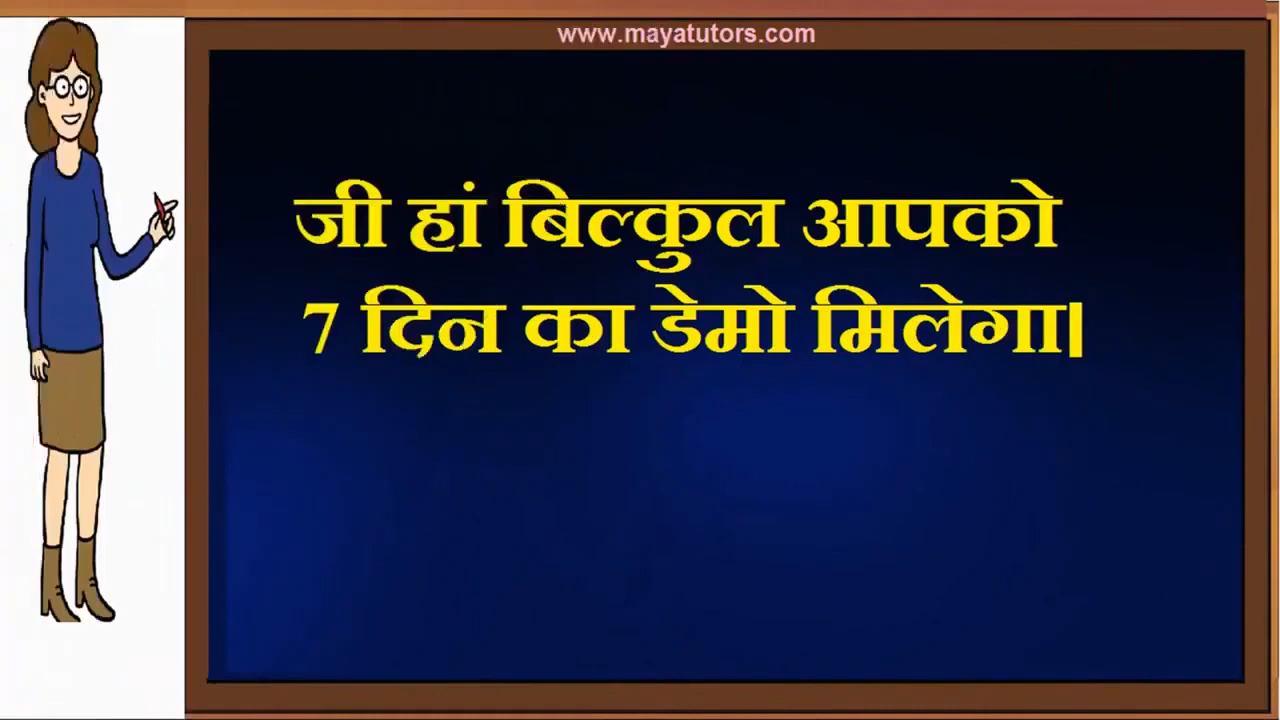 www.mayatutors.com
जी हां बिल्कुल आपको
7 दिन का डेमो मिलेगा।